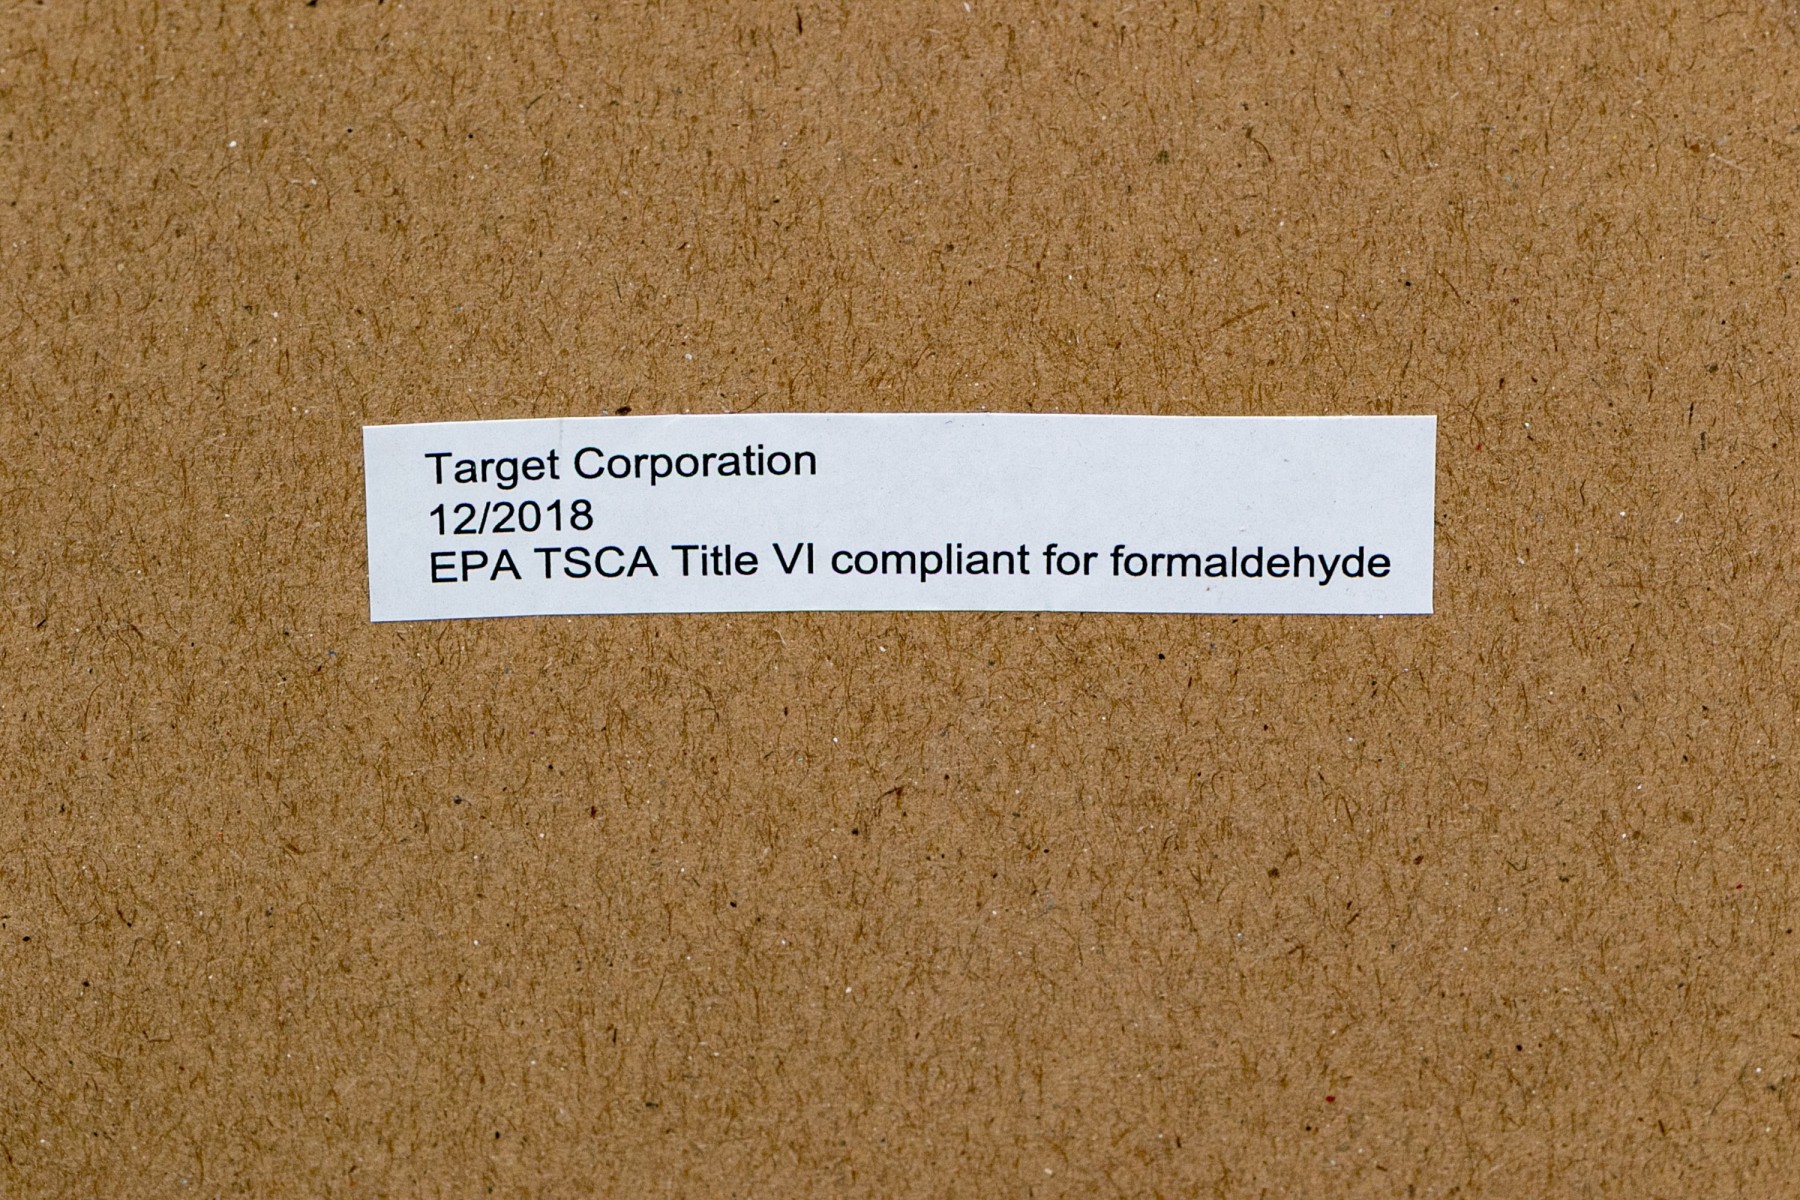 Target Corporation
12/2018
EPA TSCA Title VI compliant for formaldehyde